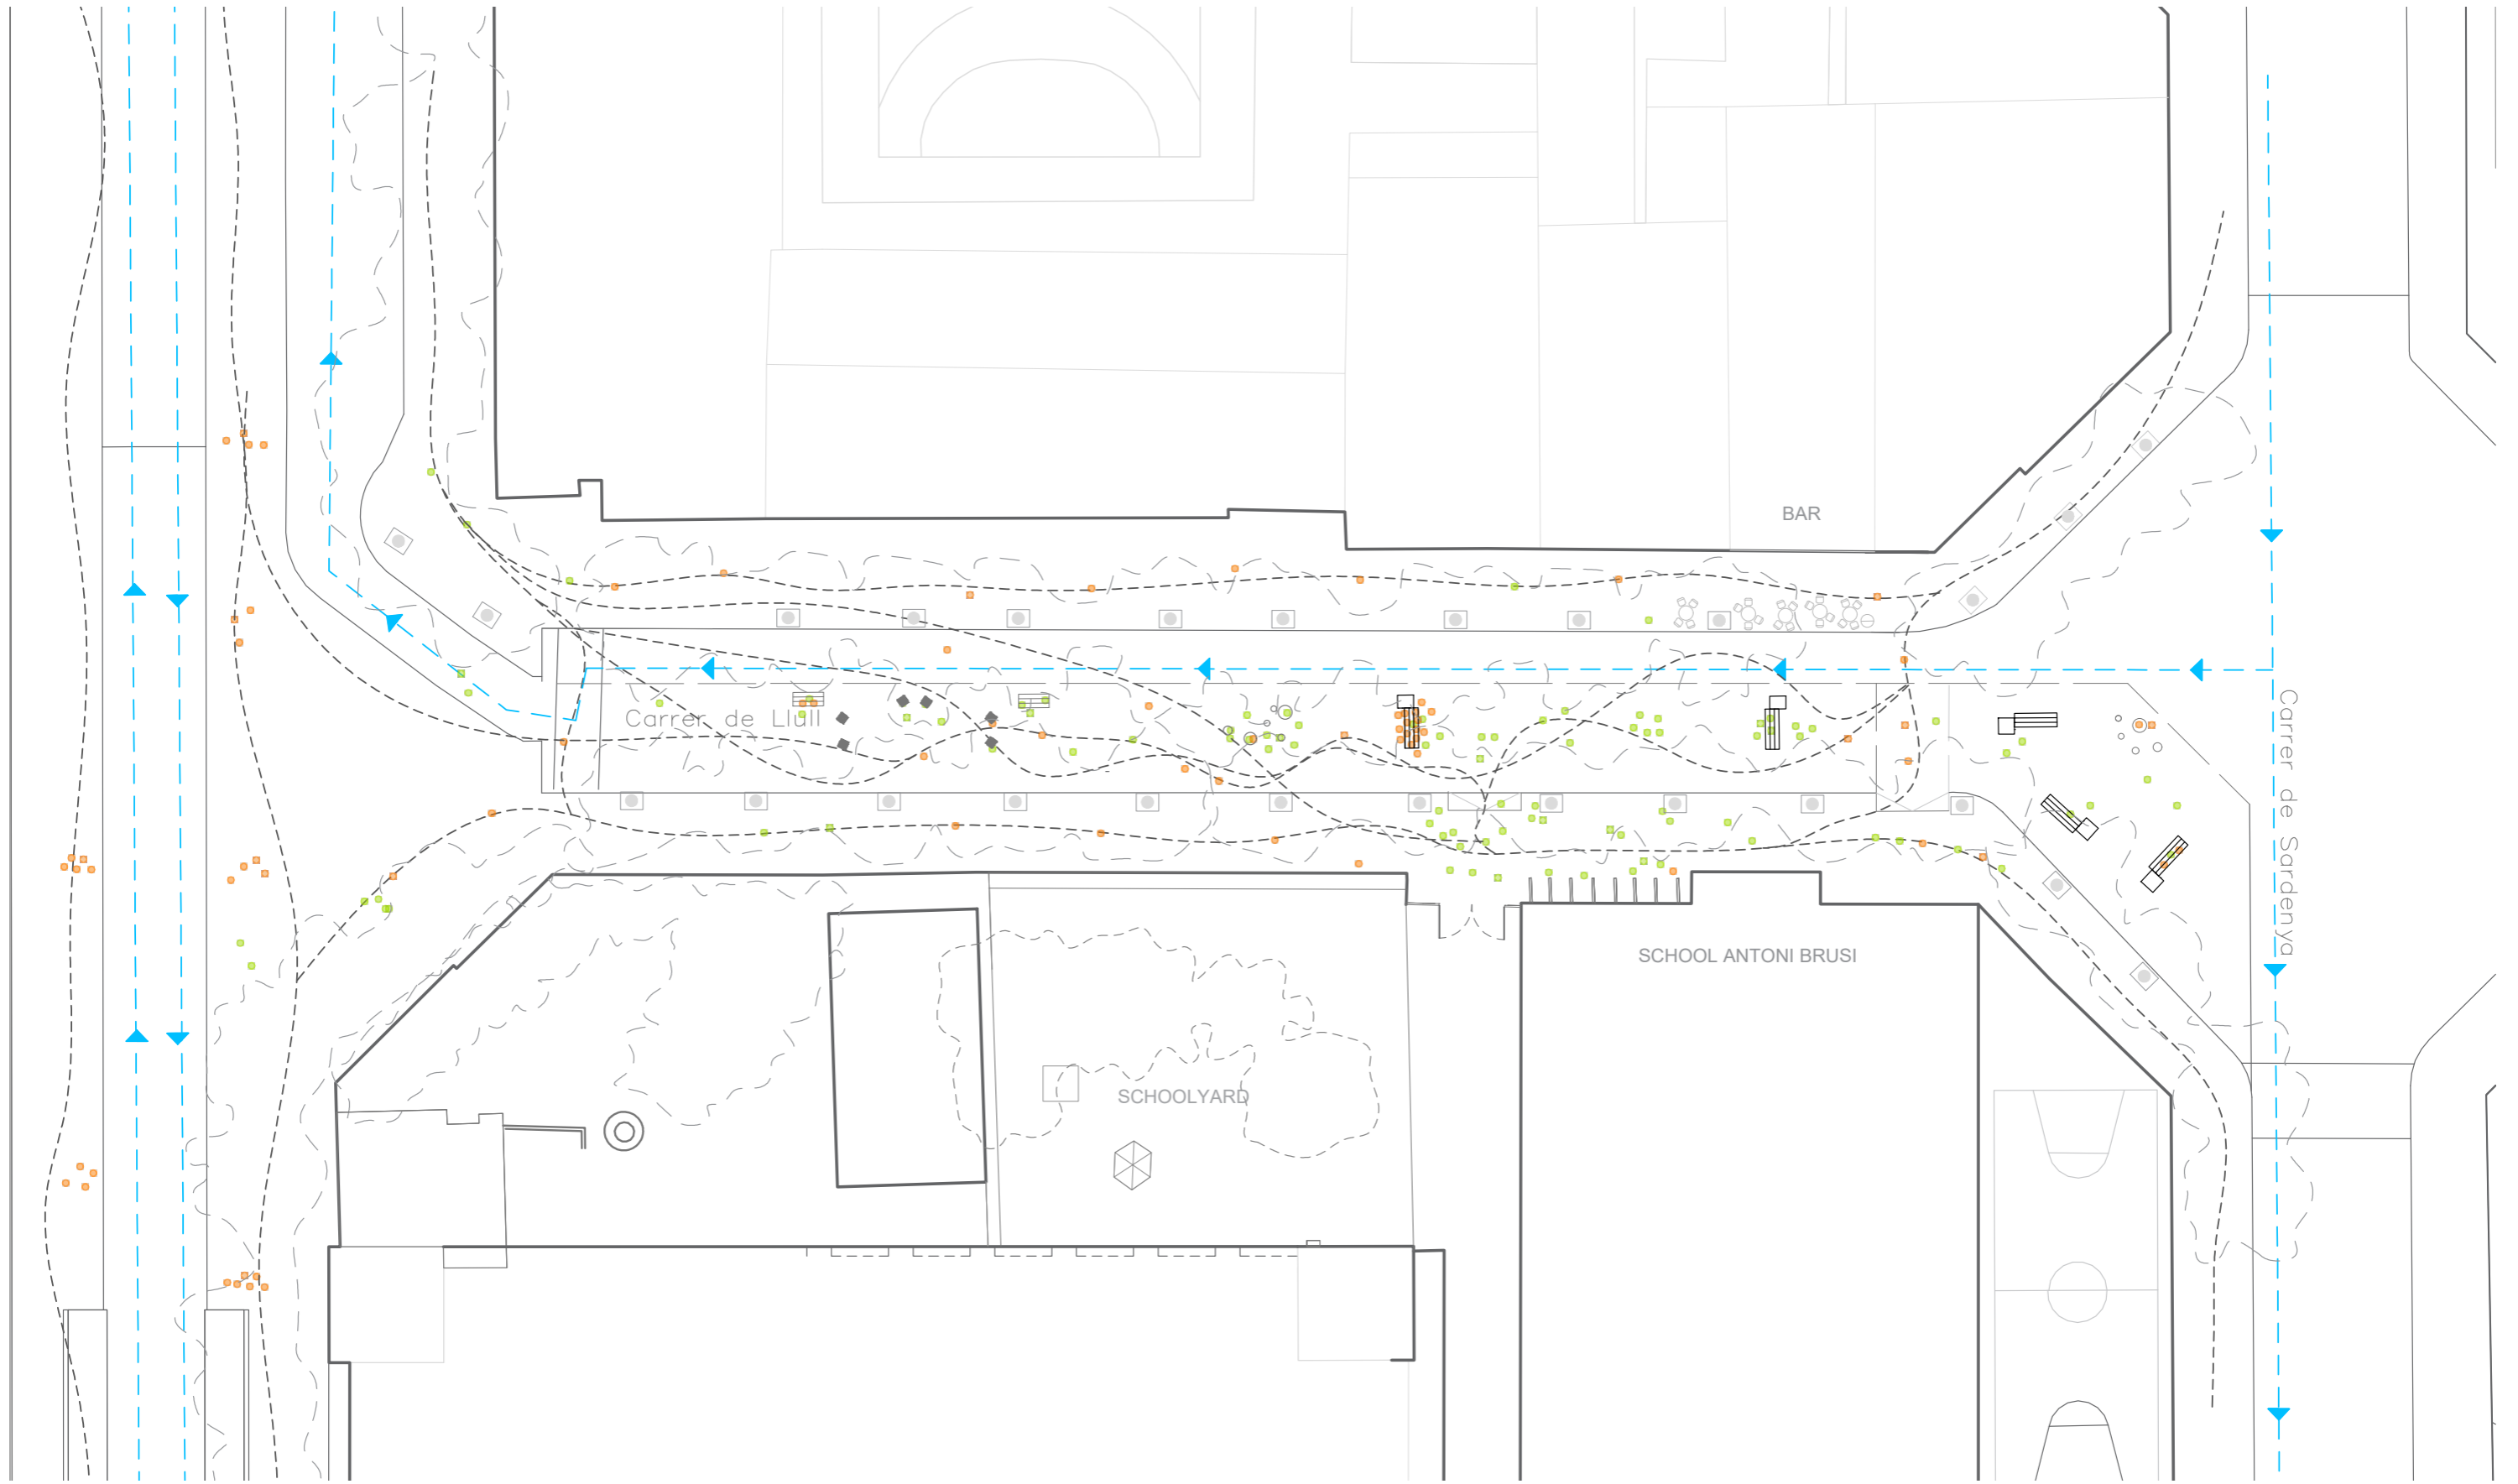 BAR
Carrer de Llull
Carrer de Sardenya
SCHOOL ANTONI BRUSI
SCHOOLYARD